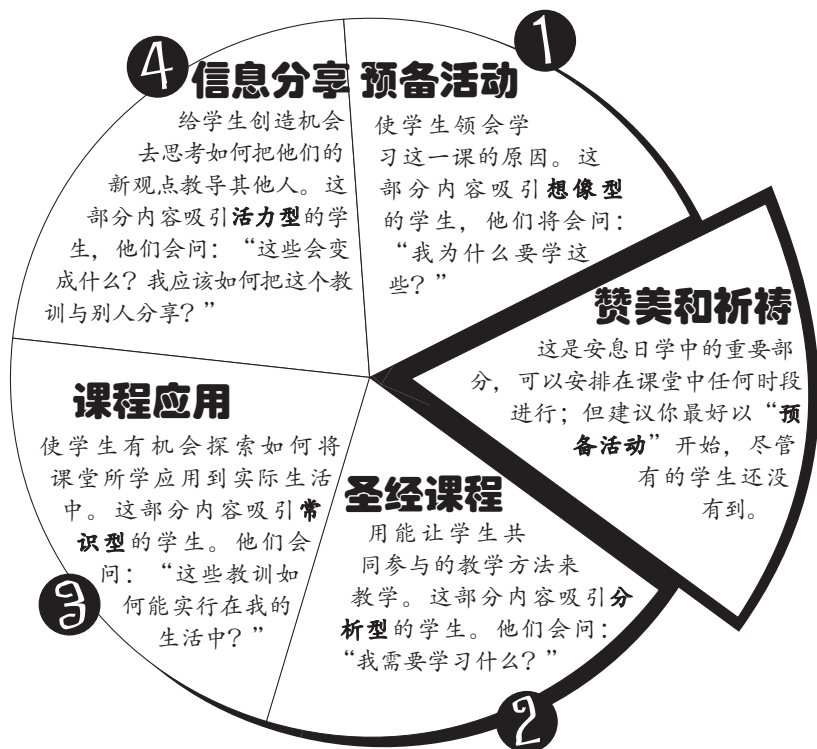 1
预备活动
使学生领会学
习这一课的原因。这
部分内容吸引想像型
的学生，他们将会问：
“我为什么要学这
些？”
赞美和祈祷
这是安息日学中的重要部
分，可以安排在课堂中任何时段
进行；但建议你最好以“预
备活动”开始，尽管
有的学生还没
有到。
2
圣经课程
用能让学生共
同参与的教学方法来
教学。这部分内容吸引分
析型的学生。他们会问：
“我需要学习什么？”
3
课程应用
使学生有机会探索如何将
课堂所学应用到实际生活
中。这部分内容吸引常
识型的学生。他们会
问：“这些教训如
何能实行在我的
生活中？”
4
信息分享
给学生创造机会
去思考如何把他们的
新观点教导其他人。这
部分内容吸引活力型的学
生，他们会问：“这些会变
成什么？我应该如何把这个教
训与别人分享？”